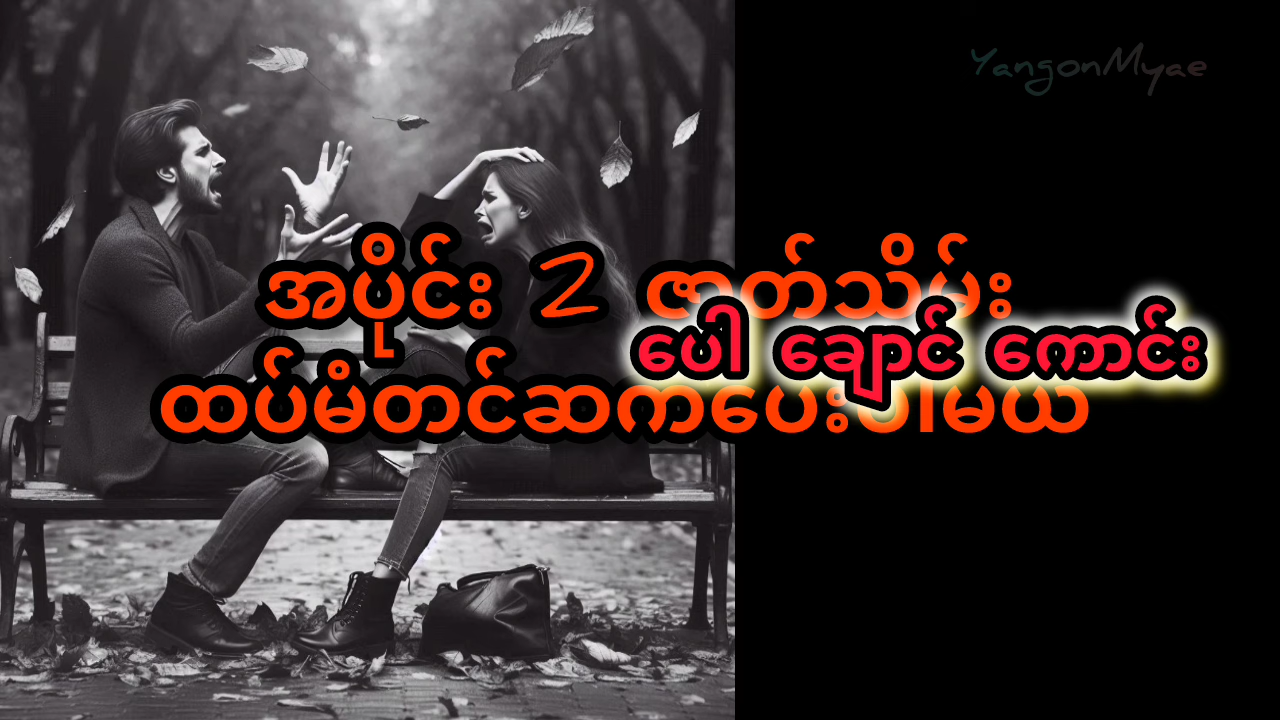 YangonMyae
အပိုင်း 2 ဇာတ်သိမ်း
ပေါ ချောင် ကောင်း
ထပ်မံတင်ဆက်ပေးပါမယ်